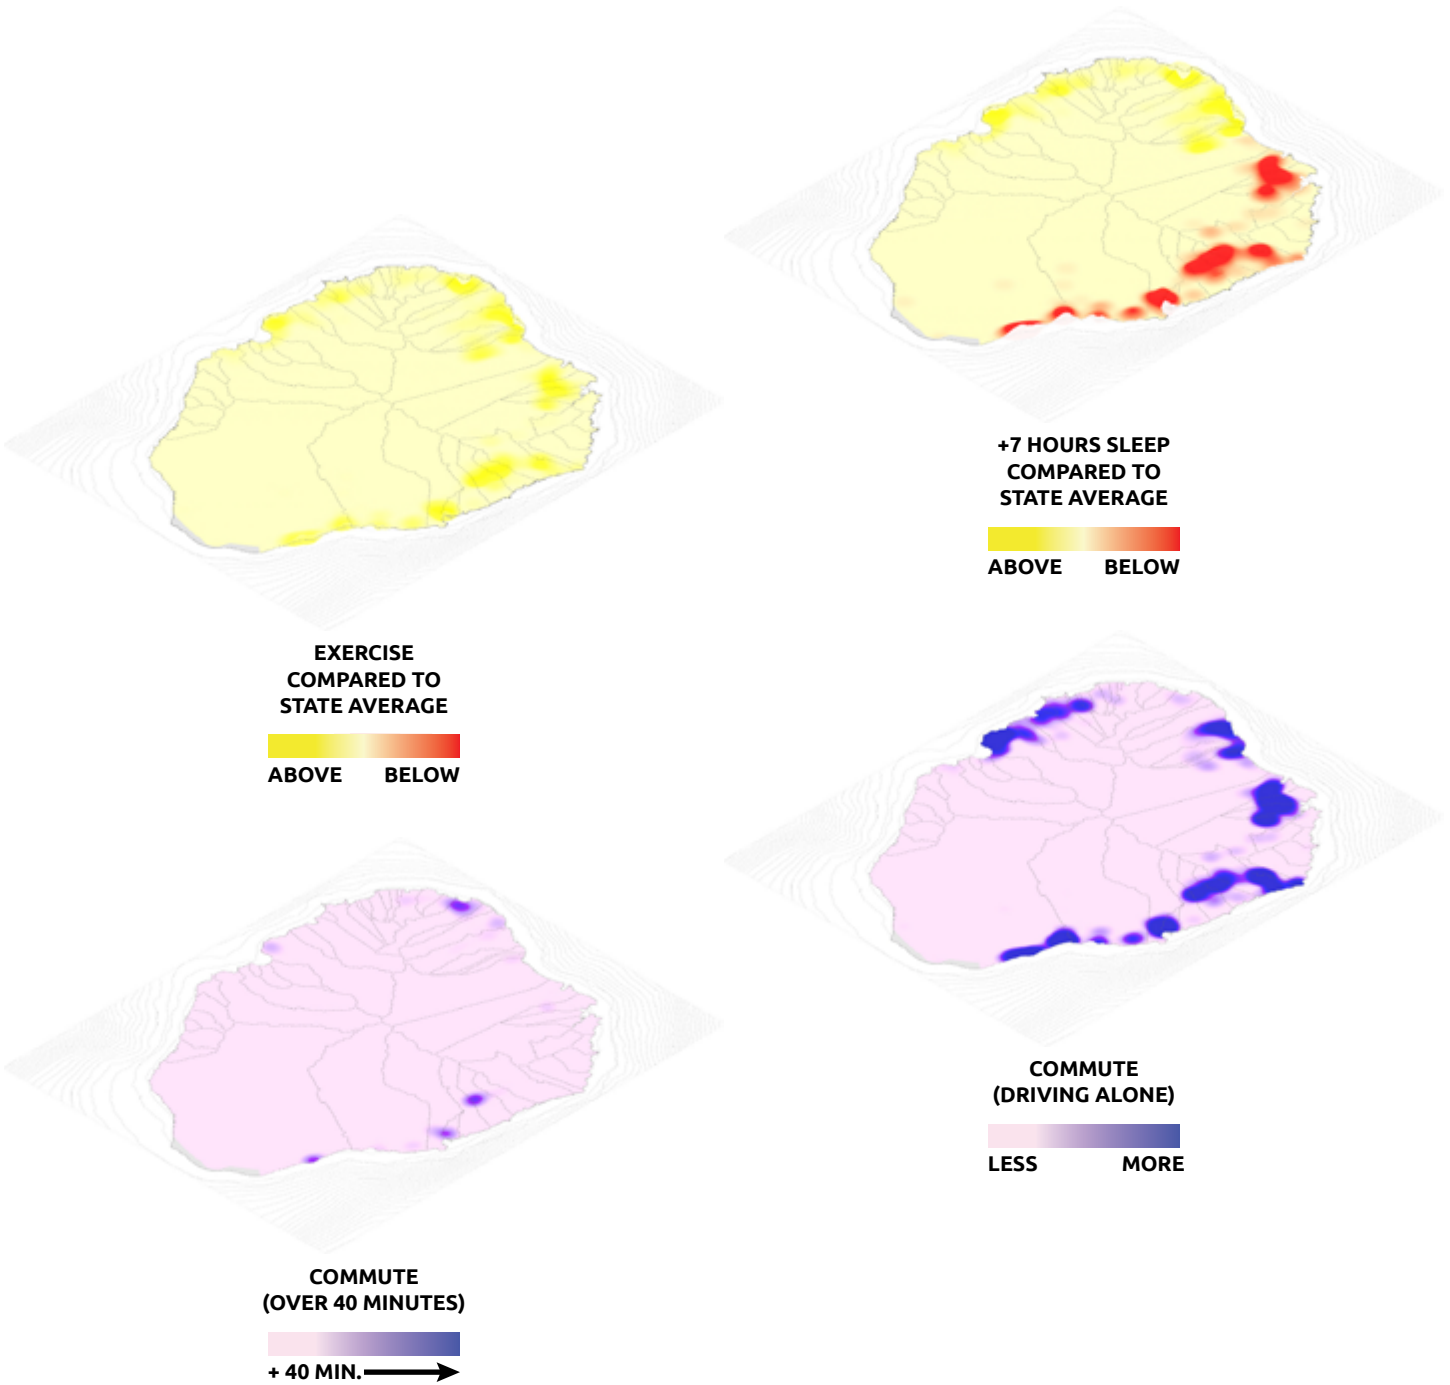 +7 HOURS SLEEP
COMPARED TO
STATE AVERAGE
ABOVE BELOW
EXERCISE
COMPARED TO
STATE AVERAGE
ABOVE BELOW
COMMUTE
(DRIVING ALONE)
LESS MORE
COMMUTE
(OVER 40 MINUTES)
+ 40 MIN.